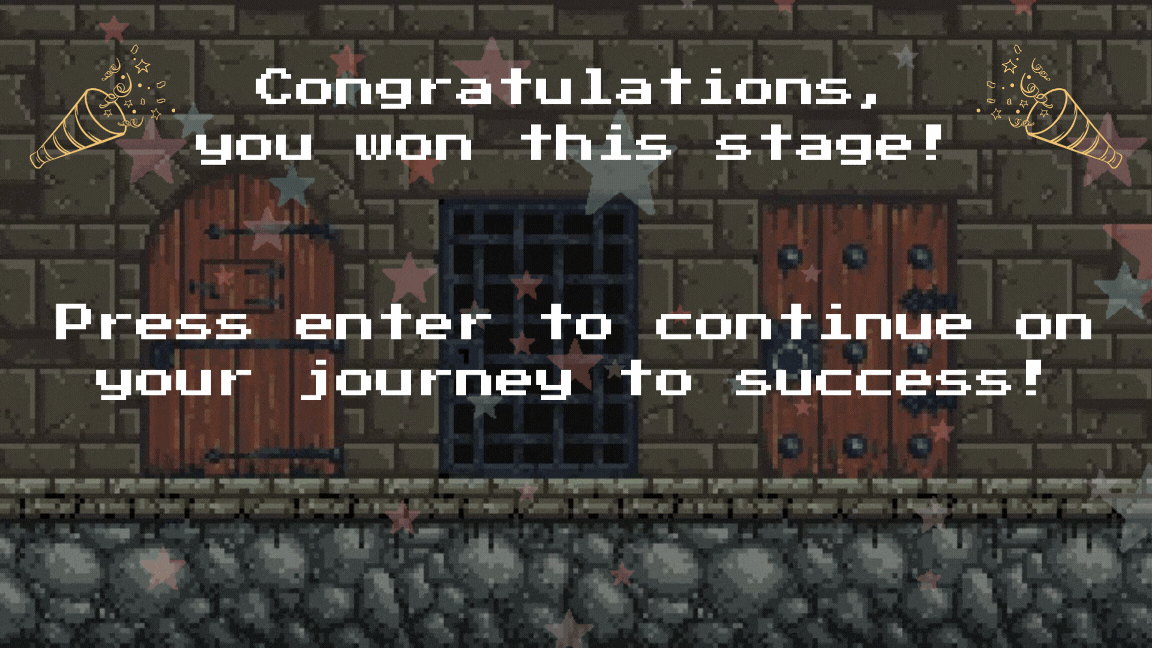 Congratulations,
you won this stage!
Press enter to continue on
your journey to success!